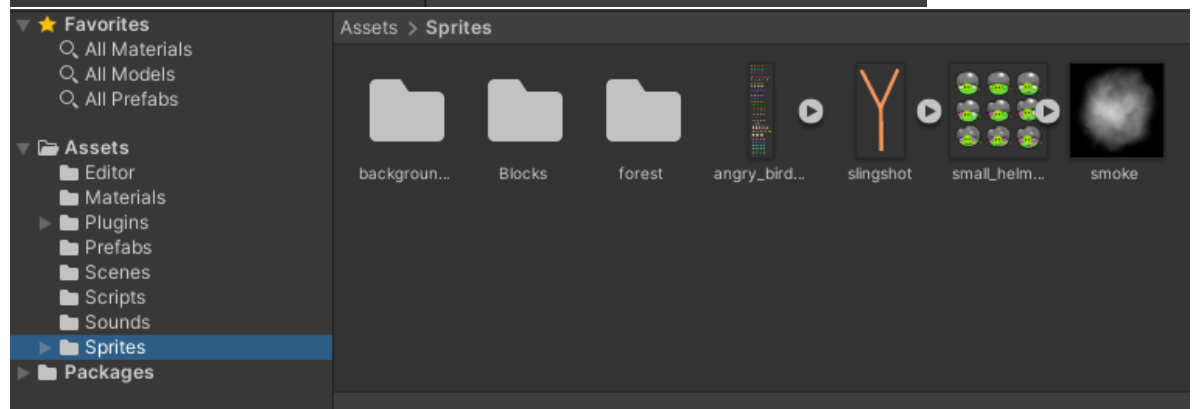 Favorites
All Materials
All Models
All Prefabs
Assets
Editor
Materials
Plugins
Prefabs
Scenes
Scripts
Sounds
Sprites
Packages
Assets > Sprites
backgroun...
Blocks
forest
angry_bird...
slingshot
small_helm...
smoke